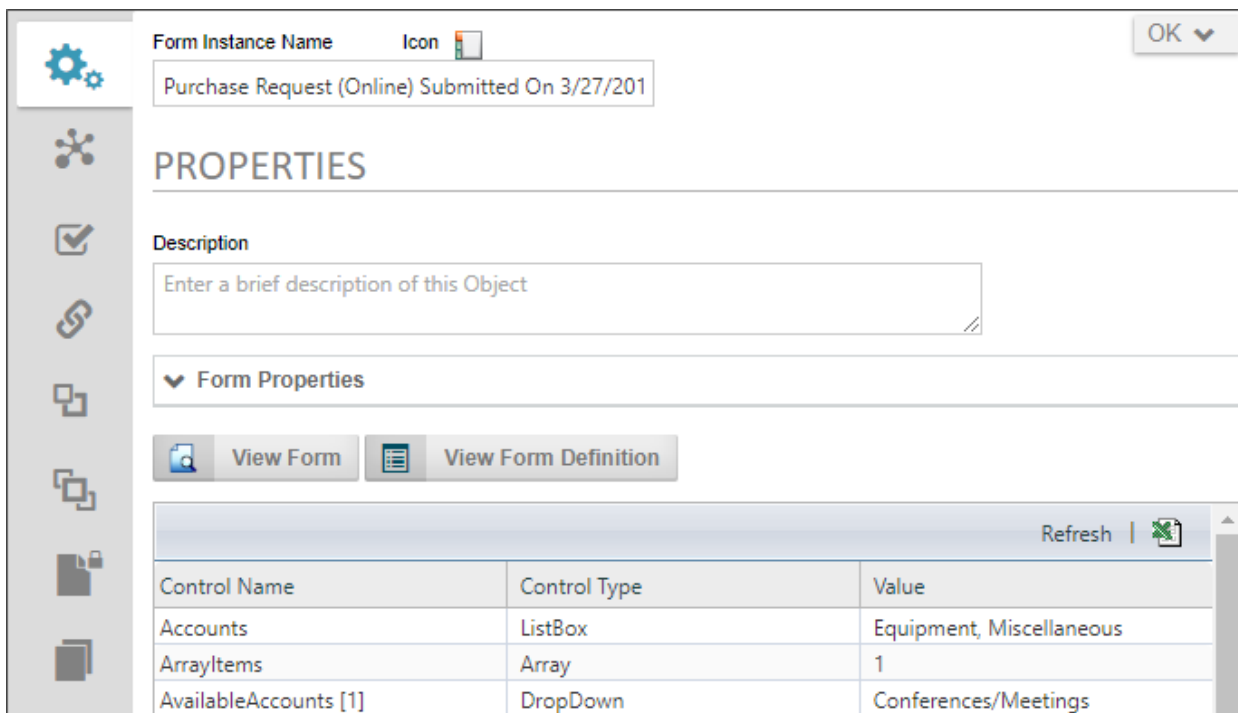 Form Instance Name Icon OK
Purchase Request (Online) Submitted On 3/27/201
PROPERTIES
Description
Enter a brief description of this Object
Form Properties
View Form View Form Definition
Refresh |
Control Name Control Type Value
Accounts ListBox Equipment, Miscellaneous
ArrayItems Array 1
AvailableAccounts [1] DropDown Conferences/Meetings